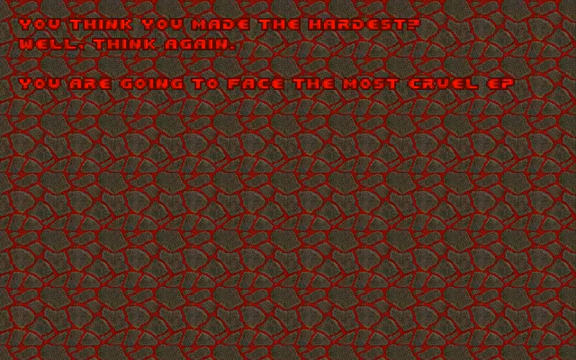 YOU THINK YOU MADE THE HARDEST?
WELL, THINK AGAIN.
YOU ARE GOING TO FACE THE MOST CRUEL EP